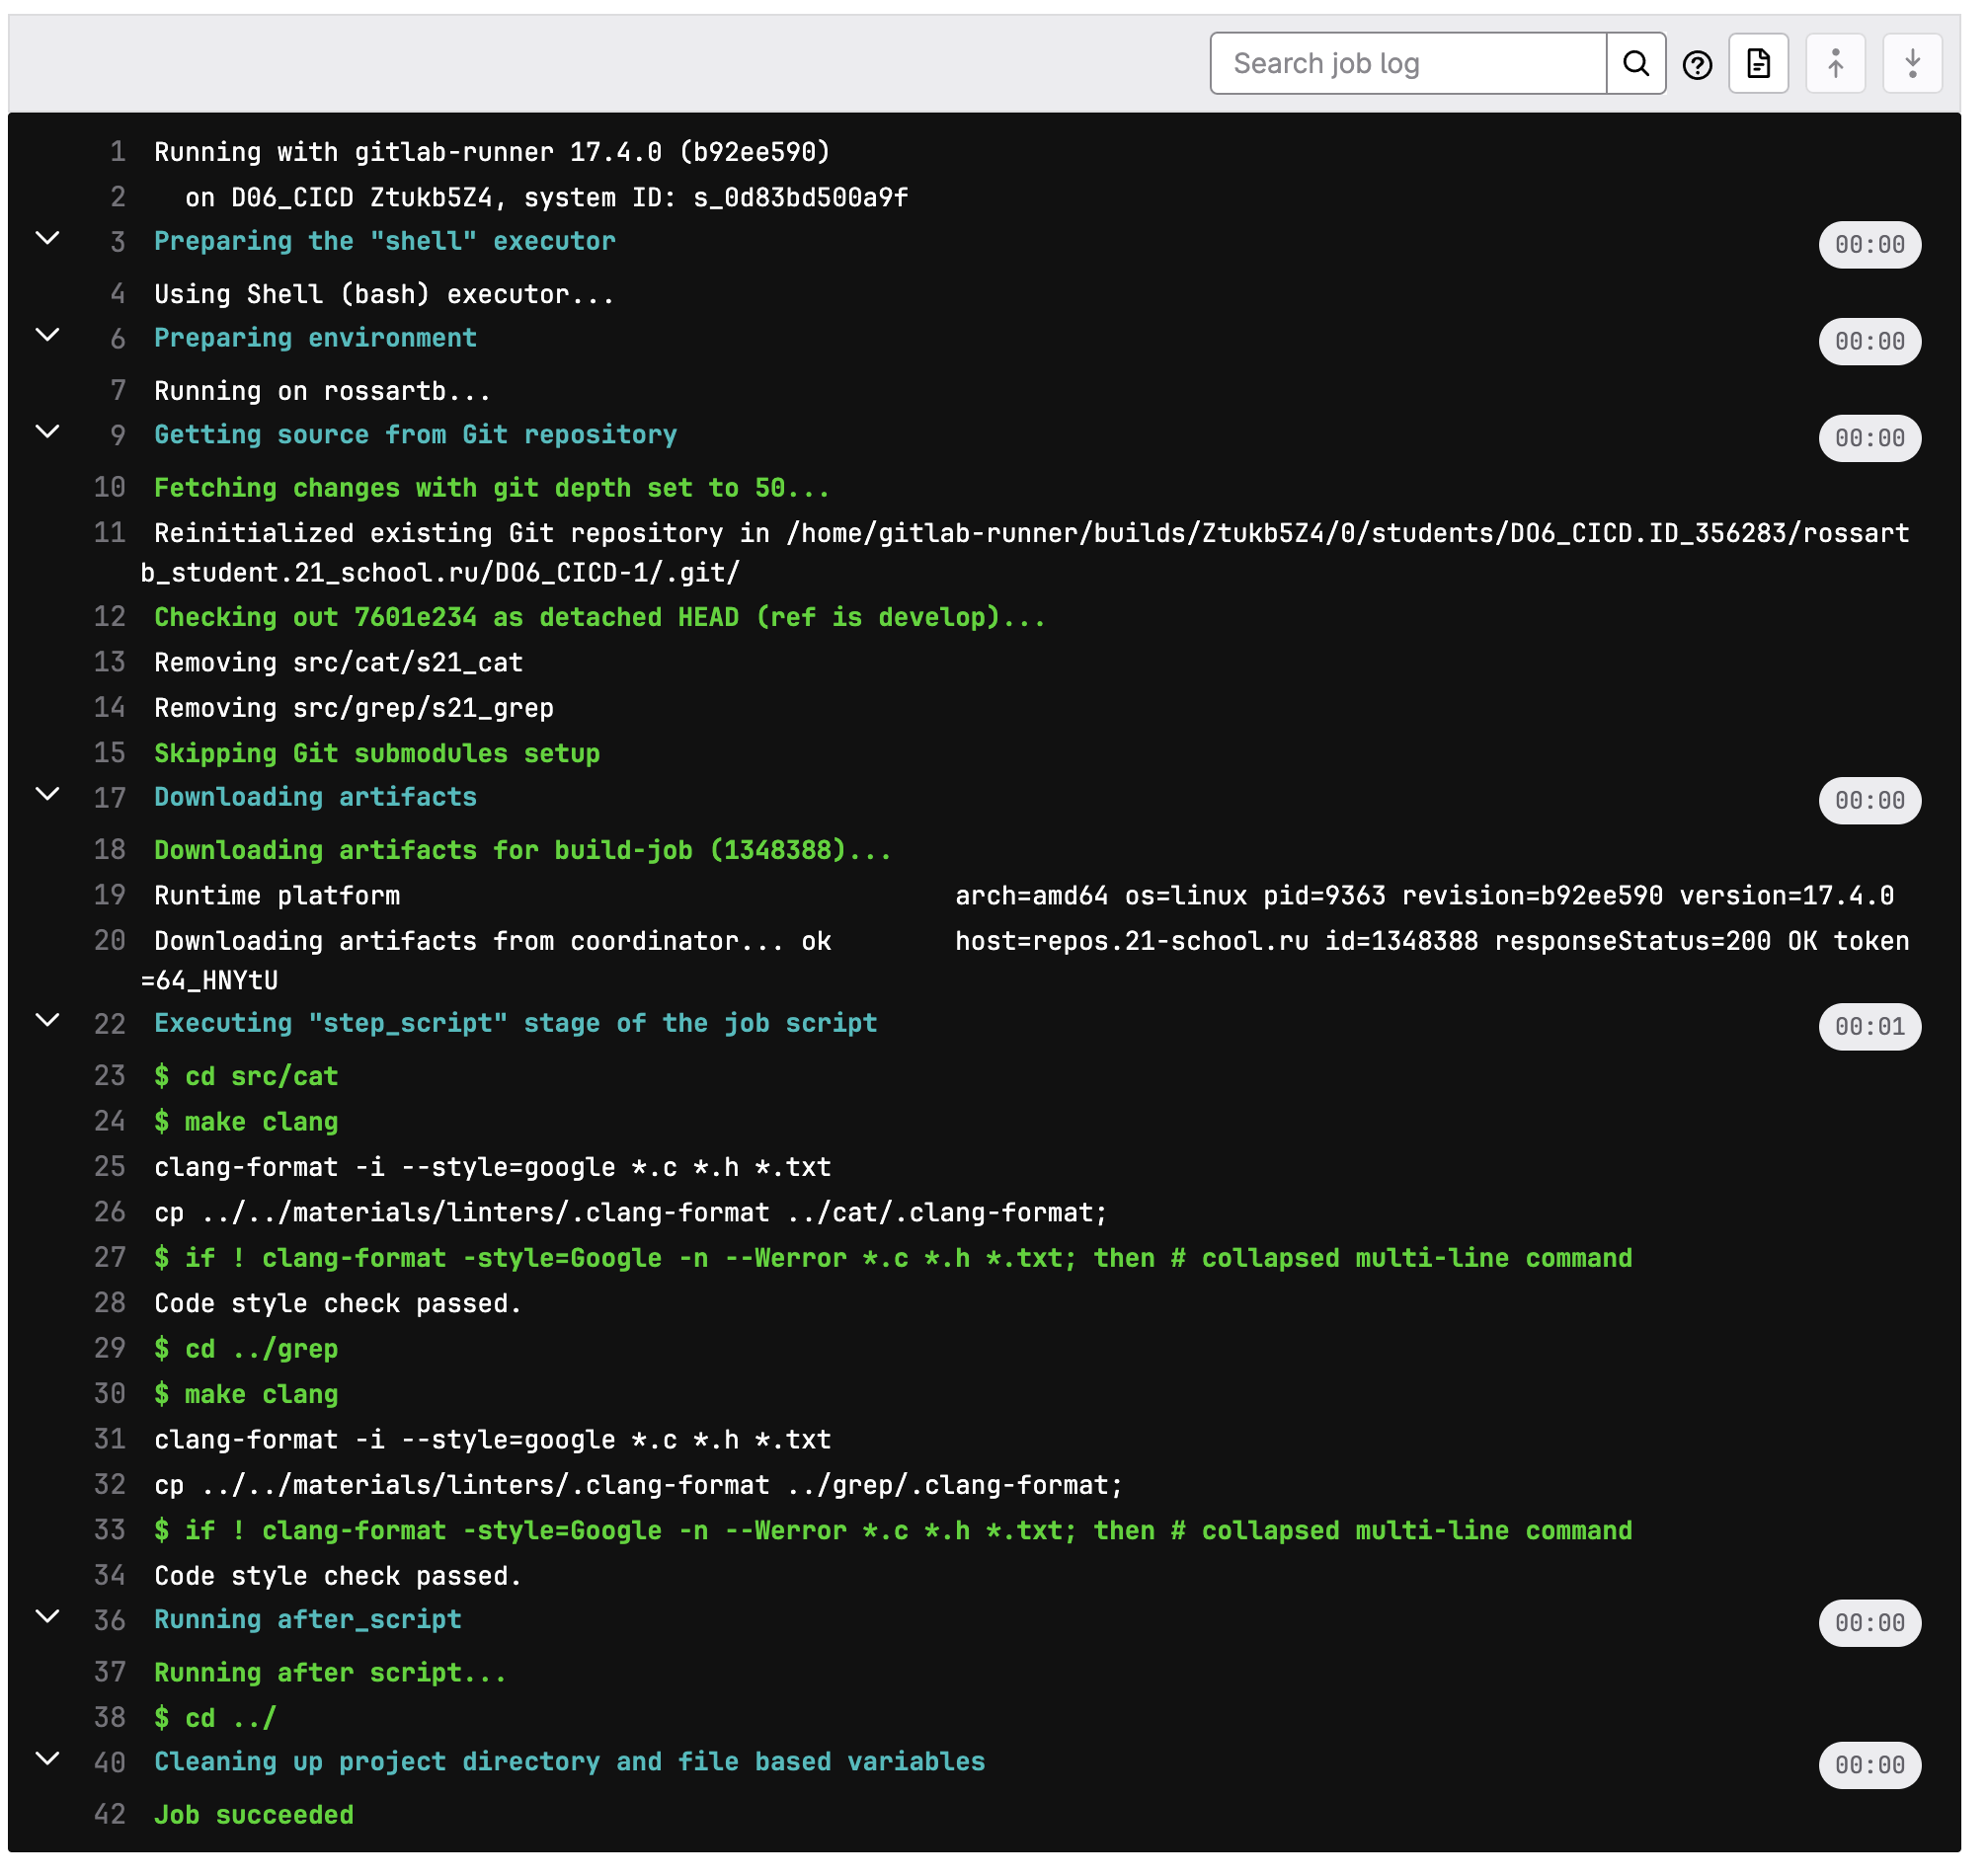 Search job log
1 Running with gitlab-runner 17.4.0 (b92ee590)
2 on D06_CICD Ztukb5Z4, system ID: s_0d83bd500a9f
3 Preparing the "shell" executor 00:00
4 Using Shell (bash) executor...
6 Preparing environment 00:00
7 Running on rossartb...
9 Getting source from Git repository 00:00
10 Fetching changes with git depth set to 50...
11 Reinitialized existing Git repository in /home/gitlab-runner/builds/Ztukb5Z4/0/students/DO6_CICD.ID_356283/rossart
b_student.21_school.ru/DO6_CICD-1/.git/
12 Checking out 7601e234 as detached HEAD (ref is develop)...
13 Removing src/cat/s21_cat
14 Removing src/grep/s21_grep
15 Skipping Git submodules setup
17 Downloading artifacts 00:00
18 Downloading artifacts for build-job (1348388)...
19 Runtime platform arch=amd64 os=linux pid=9363 revision=b92ee590 version=17.4.0
20 Downloading artifacts from coordinator... ok host=repos.21-school.ru id=1348388 responseStatus=200 OK token
=64_HNYtU
22 Executing "step_script" stage of the job script 00:01
23 $ cd src/cat
24 $ make clang
25 clang-format -i --style=google *.c *.h *.txt
26 cp ../../materials/linters/.clang-format ../cat/.clang-format;
27 $ if ! clang-format -style=Google -n --Werror *.c *.h *.txt; then # collapsed multi-line command
28 Code style check passed.
29 $ cd ../grep
30 $ make clang
31 clang-format -i --style=google *.c *.h *.txt
32 cp ../../materials/linters/.clang-format ../grep/.clang-format;
33 $ if ! clang-format -style=Google -n --Werror *.c *.h *.txt; then # collapsed multi-line command
34 Code style check passed.
36 Running after_script 00:00
37 Running after script...
38 $ cd ../
40 Cleaning up project directory and file based variables 00:00
42 Job succeeded